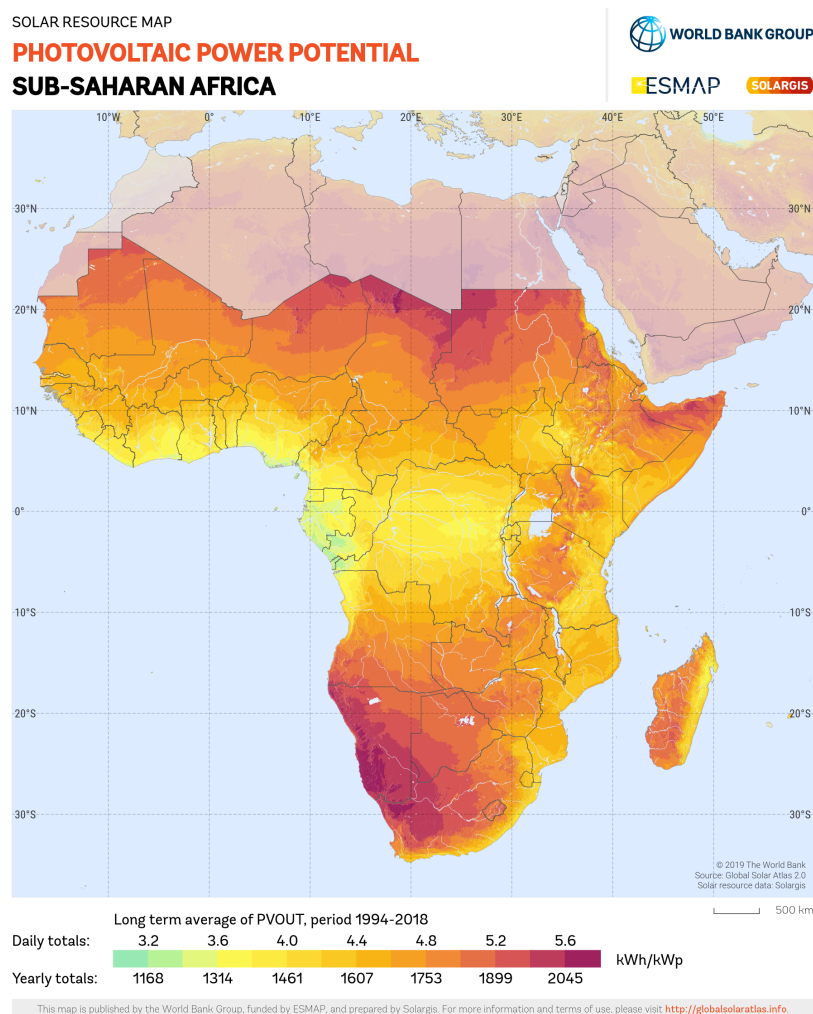 SOLAR RESOURCE MAP
PHOTOVOLTAIC POWER POTENTIAL
SUB-SAHARAN AFRICA
WORLD BANK GROUP
ESMAP SOLARGIS
10°W 0° 10°E 20°E 30°E 40°E 50°E
30°N 30°N
20°N 20°N
10°N 10°N
0° 0°
10°S 10°S
20°S 20°S
30°S 30°S
© 2019 The World Bank
Source: Global Solar Atlas 2.0
Solar resource data: Solargis
500 km
Long term average of PVOUT, period 1994-2018
Daily totals: 3.2 3.6 4.0 4.4 4.8 5.2 5.6
kWh/kWp
Yearly totals: 1168 1314 1461 1607 1753 1899 2045
This map is published by the World Bank Group, funded by ESMAP, and prepared by Solargis. For more information and terms of use, please visit http://globalsolaratlas.info.